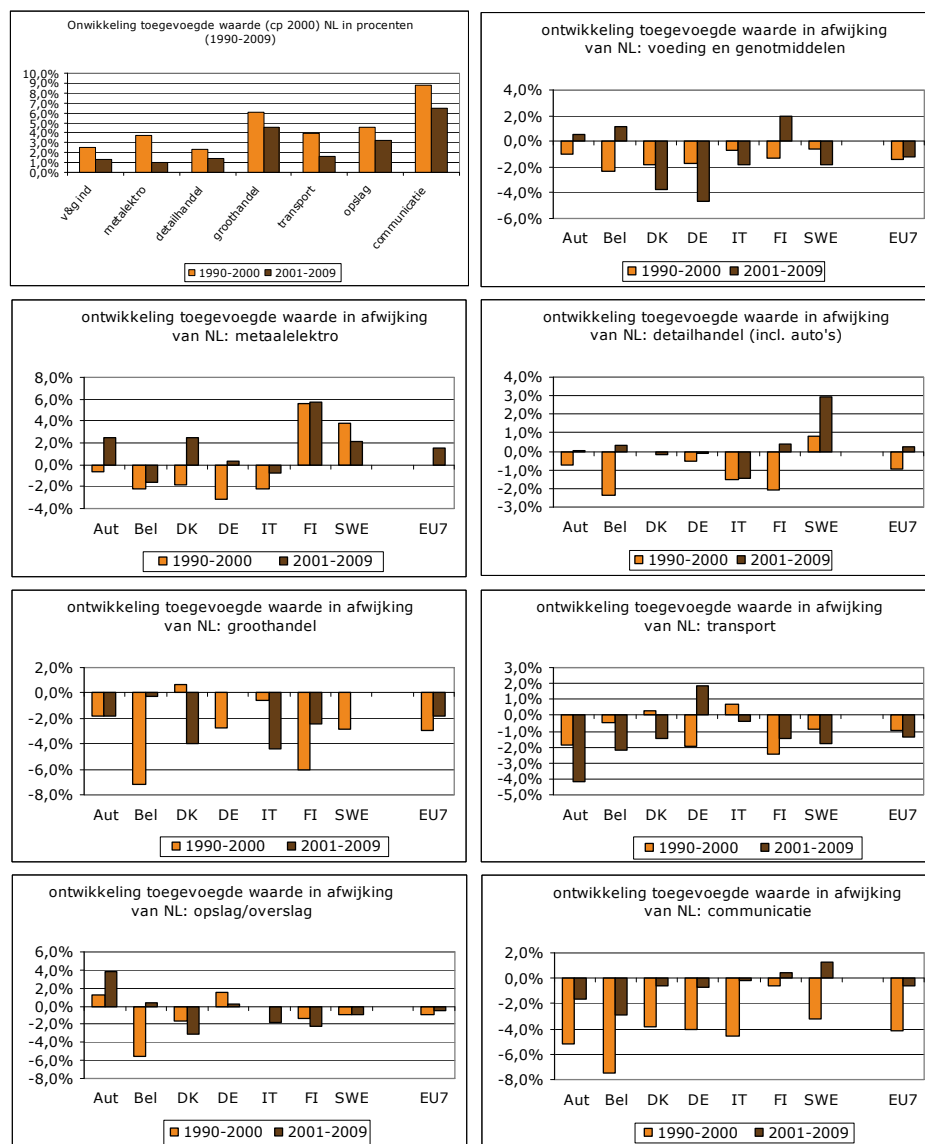 Onwikkeling toegevoegde waarde (cp 2000) NL in procenten
(1990-2009)
10,0%
9,0%
8,0%
7,0%
6,0%
5,0%
4,0%
3,0%
2,0%
1,0%
0,0%
v&g ind
metalektro
detailhandel
groothandel
transport
opslag
communicatie
1990-2000 2001-2009
ontwikkeling toegevoegde waarde in afwijking
van NL: voeding en genotmiddelen
4,0%
2,0%
0,0%
-2,0%
-4,0%
-6,0%
Aut Bel DK DE IT FI SWE EU7
1990-2000 2001-2009
ontwikkeling toegevoegde waarde in afwijking
van NL: metaalelektro
8,0%
6,0%
4,0%
2,0%
0,0%
-2,0%
-4,0%
Aut Bel DK DE IT FI SWE EU7
1990-2000 2001-2009
ontwikkeling toegevoegde waarde in afwijking
van NL: detailhandel (incl. auto's)
4,0%
3,0%
2,0%
1,0%
0,0%
-1,0%
-2,0%
-3,0%
Aut Bel DK DE IT FI SWE EU7
1990-2000 2001-2009
ontwikkeling toegevoegde waarde in afwijking
van NL: groothandel
2,0%
0,0%
-2,0%
-4,0%
-6,0%
-8,0%
Aut Bel DK DE IT FI SWE EU7
1990-2000 2001-2009
ontwikkeling toegevoegde waarde in afwijking
van NL: transport
3,0%
2,0%
1,0%
0,0%
-1,0%
-2,0%
-3,0%
-4,0%
-5,0%
Aut Bel DK DE IT FI SWE EU7
1990-2000 2001-2009
ontwikkeling toegevoegde waarde in afwijking
van NL: opslag/overslag
6,0%
4,0%
2,0%
0,0%
-2,0%
-4,0%
-6,0%
-8,0%
Aut Bel DK DE IT FI SWE EU7
1990-2000 2001-2009
ontwikkeling toegevoegde waarde in afwijking
van NL: communicatie
2,0%
0,0%
-2,0%
-4,0%
-6,0%
-8,0%
Aut Bel DK DE IT FI SWE EU7
1990-2000 2001-2009